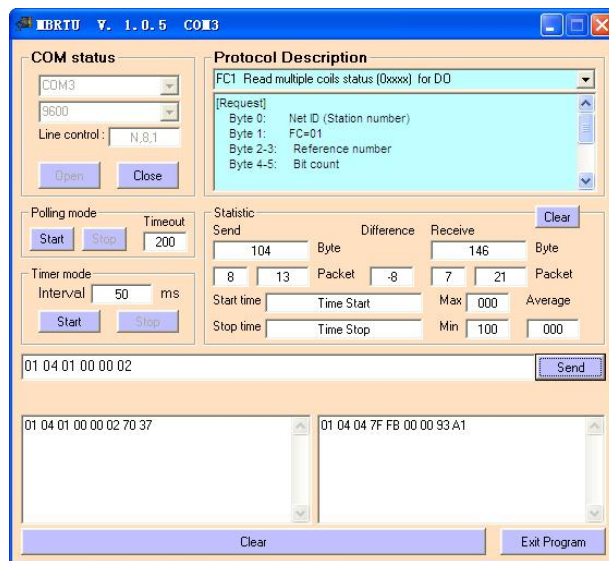 MBRTU V. 1.0.5 COM3
COM status
COM3
9600
Line control : N,8,1
Open Close
Protocol Description
FC1 Read multiple coils status (0xxxx) for DO
[Request]
Byte 0: Net ID (Station number)
Byte 1: FC=01
Byte 2-3: Reference number
Byte 4-5: Bit count
Polling mode
Timeout
Start Stop 200
Timer mode
Interval 50 ms
Start Stop
Statistic
Clear
Send Difference Receive
104 Byte 146 Byte
8 13 Packet -8 7 21 Packet
Start time Time Start Max 000 Average
Stop time Time Stop Min 100 000
01 04 01 00 00 02 Send
01 04 01 00 00 02 70 37
01 04 04 7F FB 00 00 93 A1
Clear Exit Program